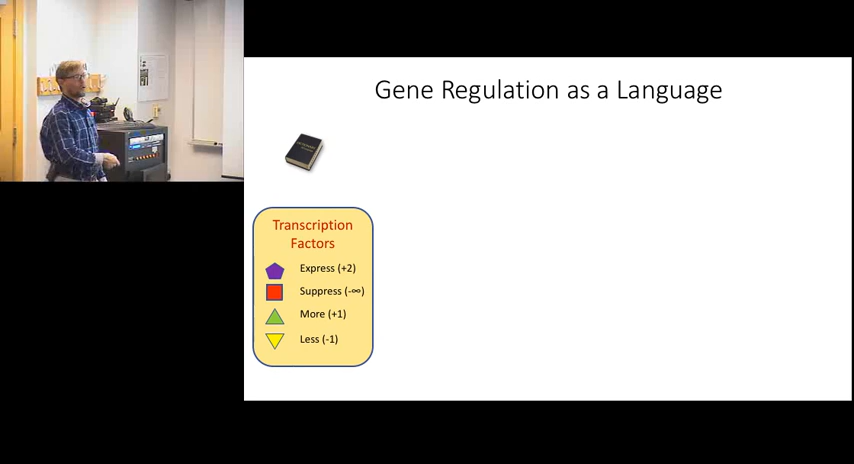 Gene Regulation as a Language
Transcription
Factors
Express (+2)
Suppress (-∞)
More (+1)
Less (-1)